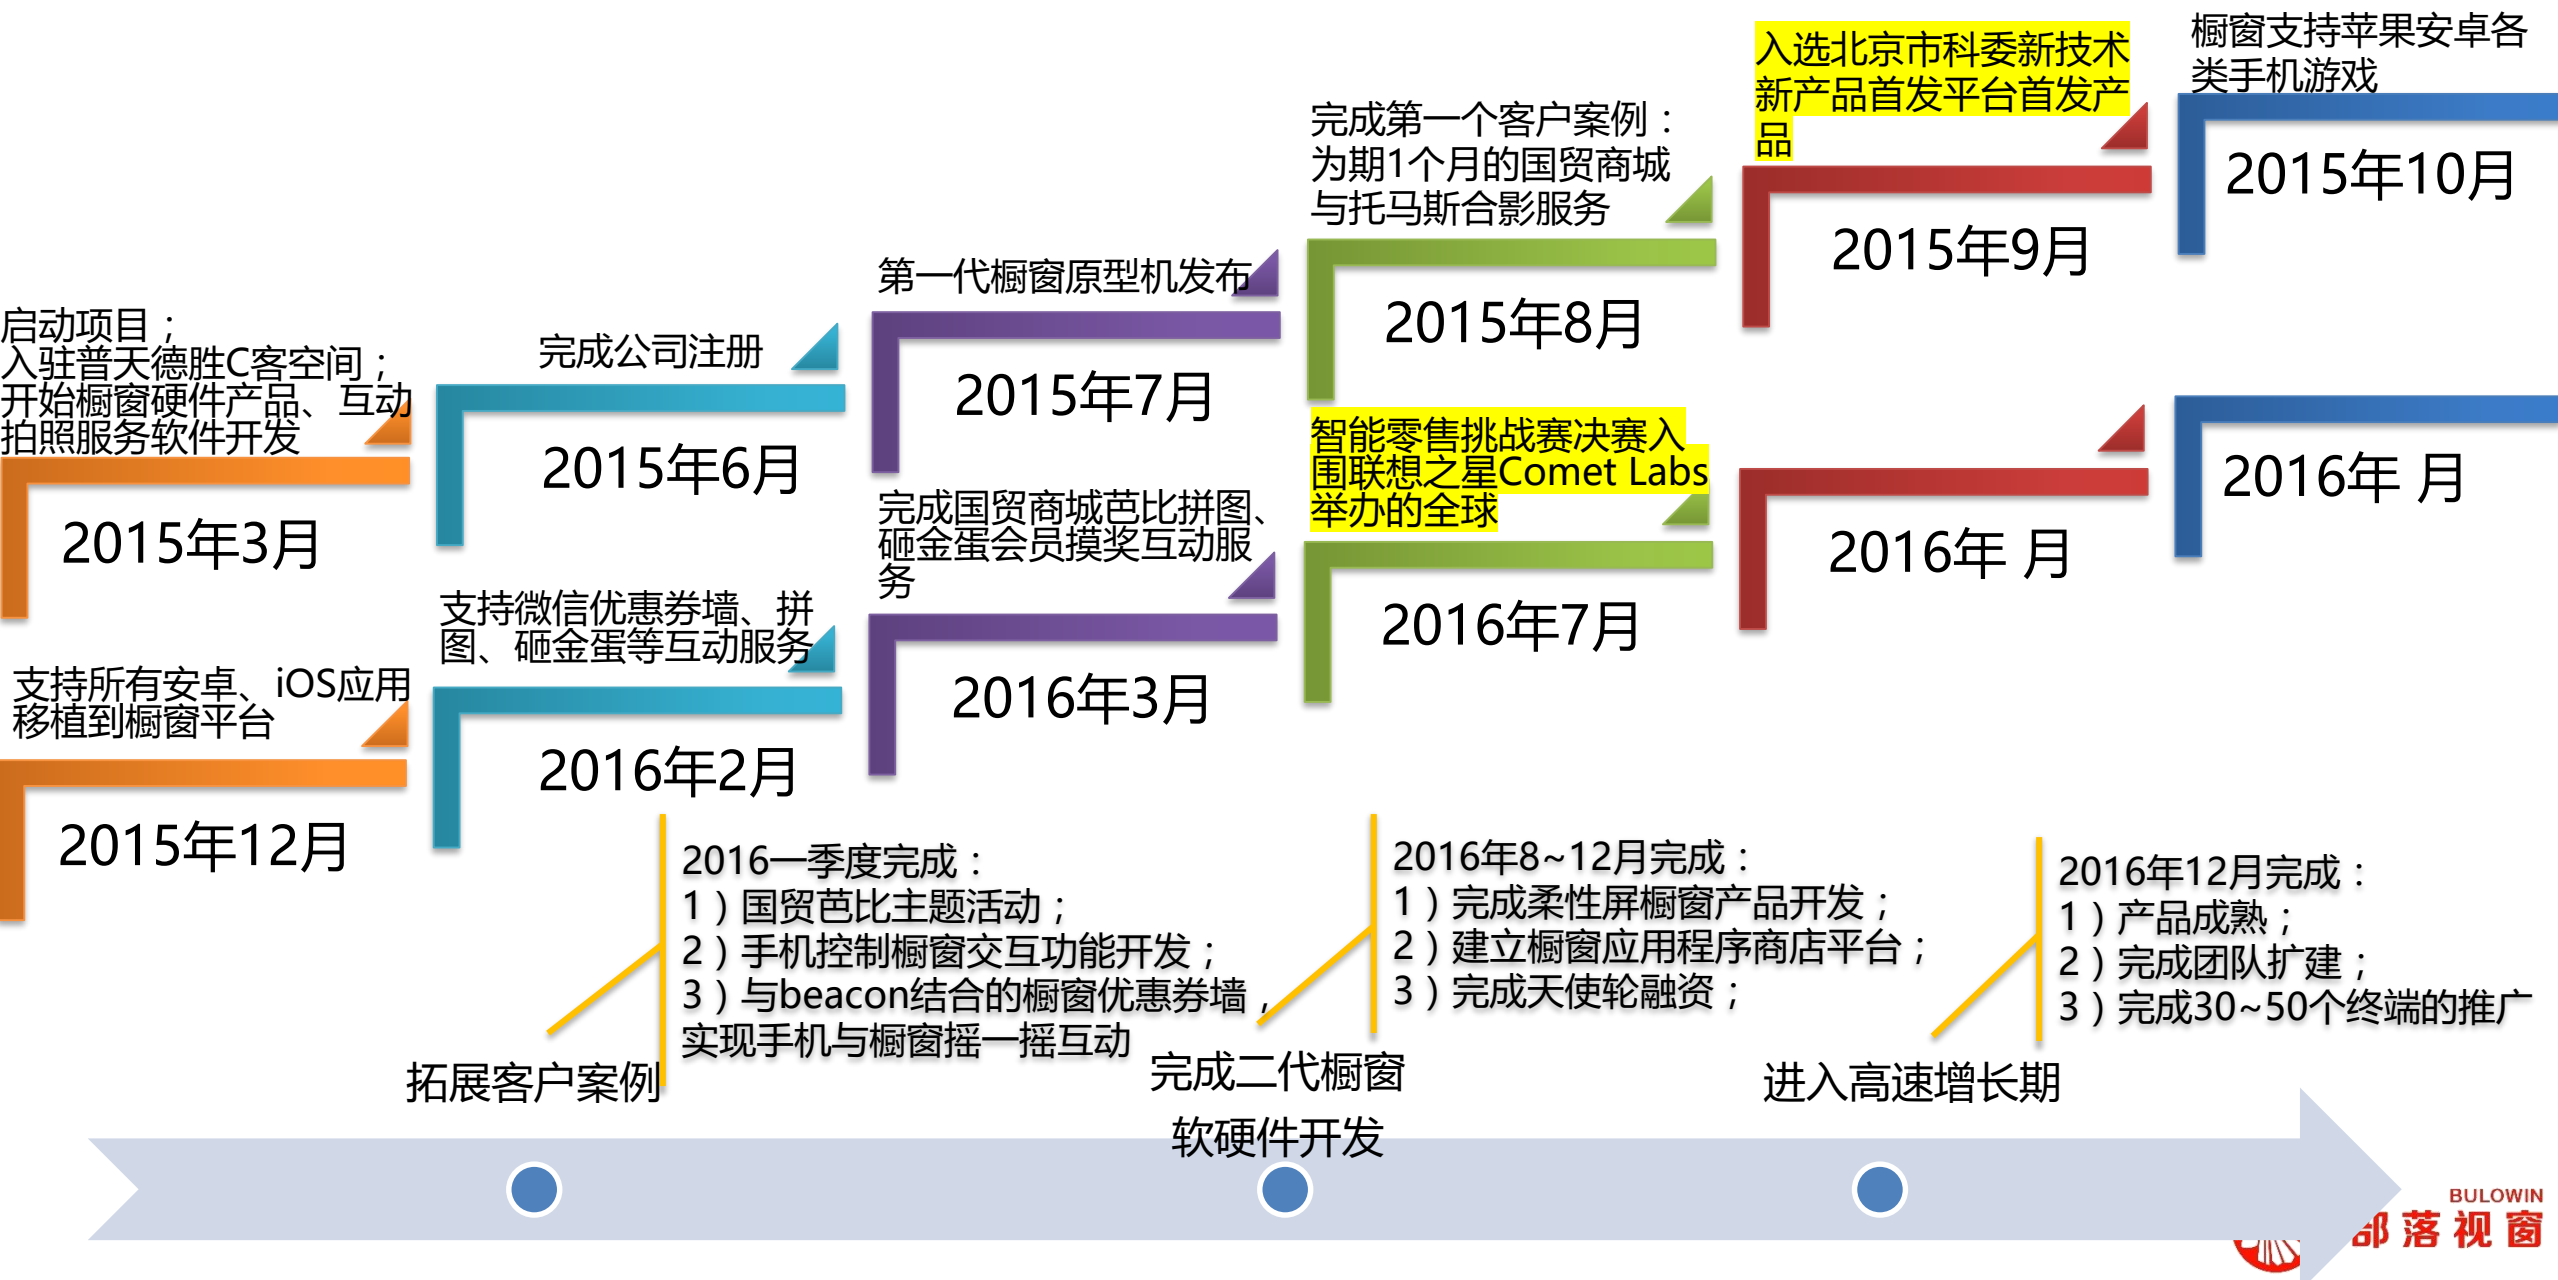 启动项目；
入驻普天德胜C客空间；
开始橱窗硬件产品、互动
拍照服务软件开发
2015年3月
完成公司注册
2015年6月
第一代橱窗原型机发布
2015年7月
完成第一个客户案例：
为期1个月的国贸商城
与托马斯合影服务
2015年8月
入选北京市科委新技术
新产品首发平台首发产
品
2015年9月
橱窗支持苹果安卓各
类手机游戏
2015年10月
支持所有安卓、iOS应用
移植到橱窗平台
2015年12月
支持微信优惠券墙、拼
图、砸金蛋等互动服务
2016年2月
完成国贸商城芭比拼图、
砸金蛋会员摸奖互动服
务
2016年3月
智能零售挑战赛决赛入
围联想之星Comet Labs
举办的全球
2016年7月
2016年 月
2016年 月
2016一季度完成：
1）国贸芭比主题活动；
2）手机控制橱窗交互功能开发；
3）与beacon结合的橱窗优惠券墙，
实现手机与橱窗摇一摇互动
拓展客户案例
2016年8~12月完成：
1）完成柔性屏橱窗产品开发；
2）建立橱窗应用程序商店平台；
3）完成天使轮融资；
完成二代橱窗
软硬件开发
2016年12月完成：
1）产品成熟；
2）完成团队扩建；
3）完成30~50个终端的推广
进入高速增长期
BULOWIN
部落视窗